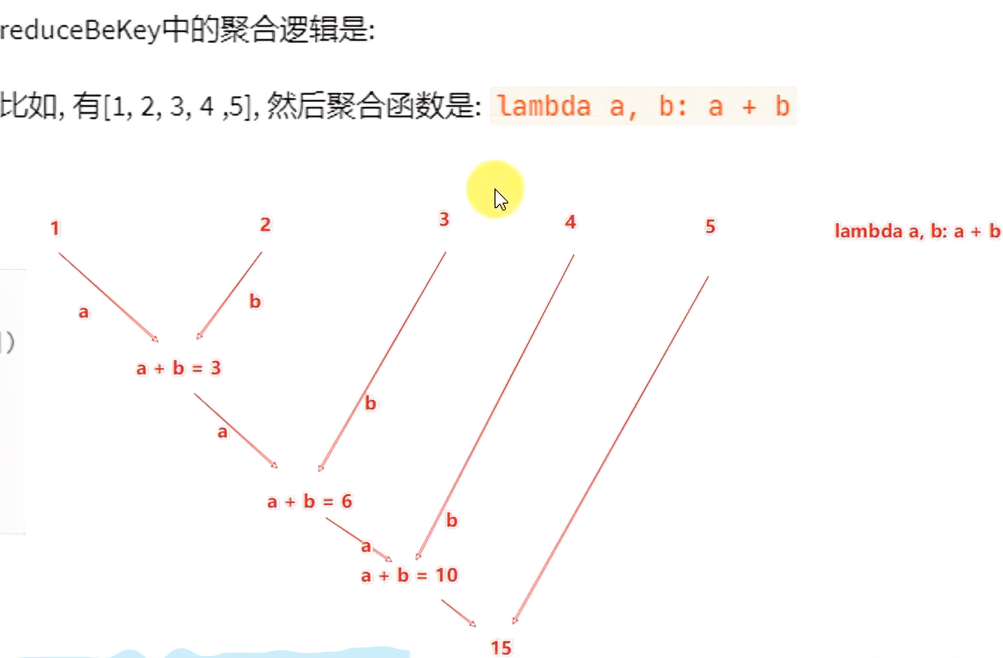 reduceBeKey中的聚合逻辑是:
比如, 有[1, 2, 3, 4 ,5], 然后聚合函数是: lambda a, b: a + b
1 2 3 4 5 lambda a, b: a + b
a b
)
a + b = 3
b
a
a + b = 6
b
a
a + b = 10
15